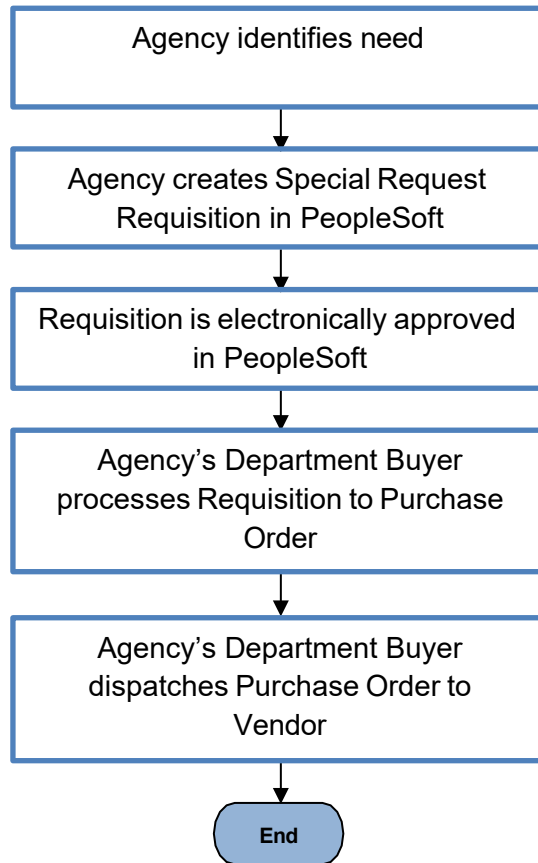 Agency identifies need
Agency creates Special Request
Requisition in PeopleSoft
Requisition is electronically approved
in PeopleSoft
Agency’s Department Buyer
processes Requisition to Purchase
Order
Agency’s Department Buyer
dispatches Purchase Order to
Vendor
End